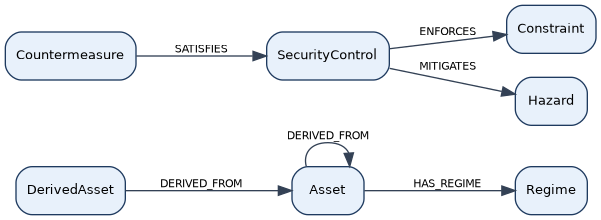 Countermeasure
SATISFIES
SecurityControl
ENFORCES
Constraint
MITIGATES
Hazard
DerivedAsset
DERIVED_FROM
Asset
DERIVED_FROM
HAS_REGIME
Regime